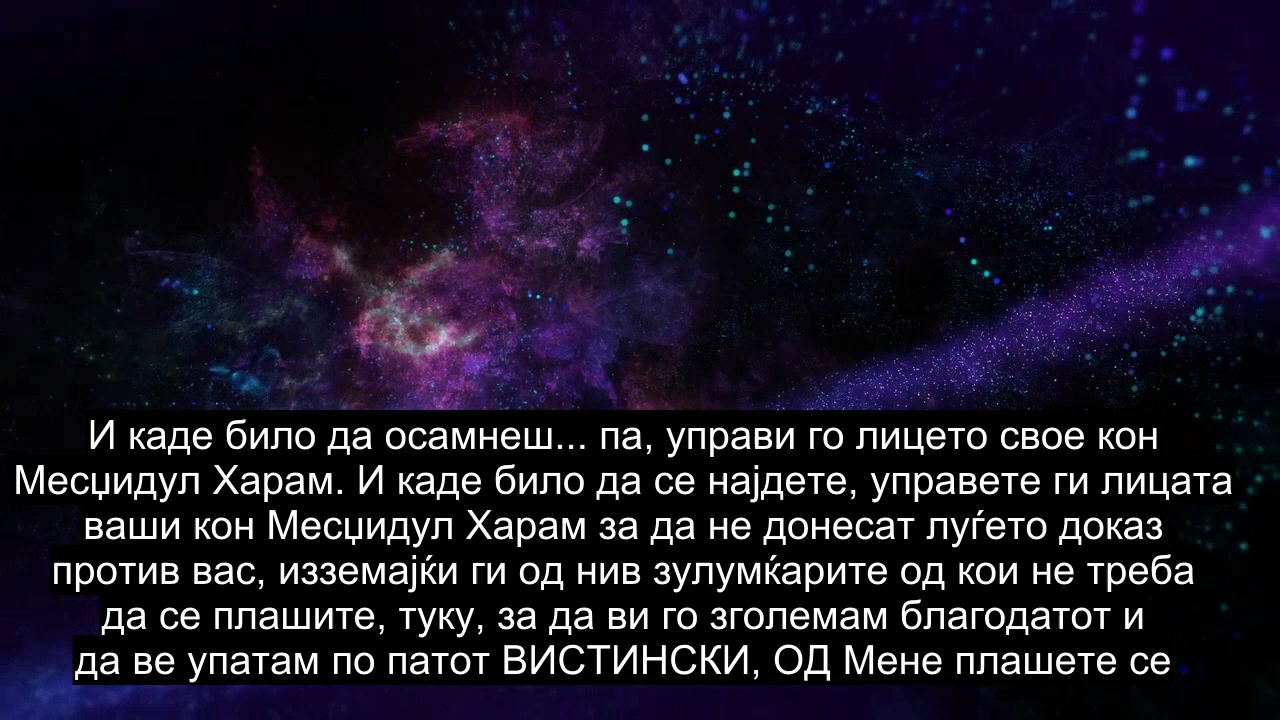 И каде било да осамнеш... па, управи го лицето свое кон
Месџидул Харам. И каде било да се најдете, управете ги лицата
ваши кон Месџидул Харам за да не донесат луѓето доказ
против вас, изземајќи ги од нив зулумќарите од кои не треба
да се плашите, туку, за да ви го зголемам благодатот и
да ве упатам по патот ВИСТИНСКИ, ОД Мене плашете се